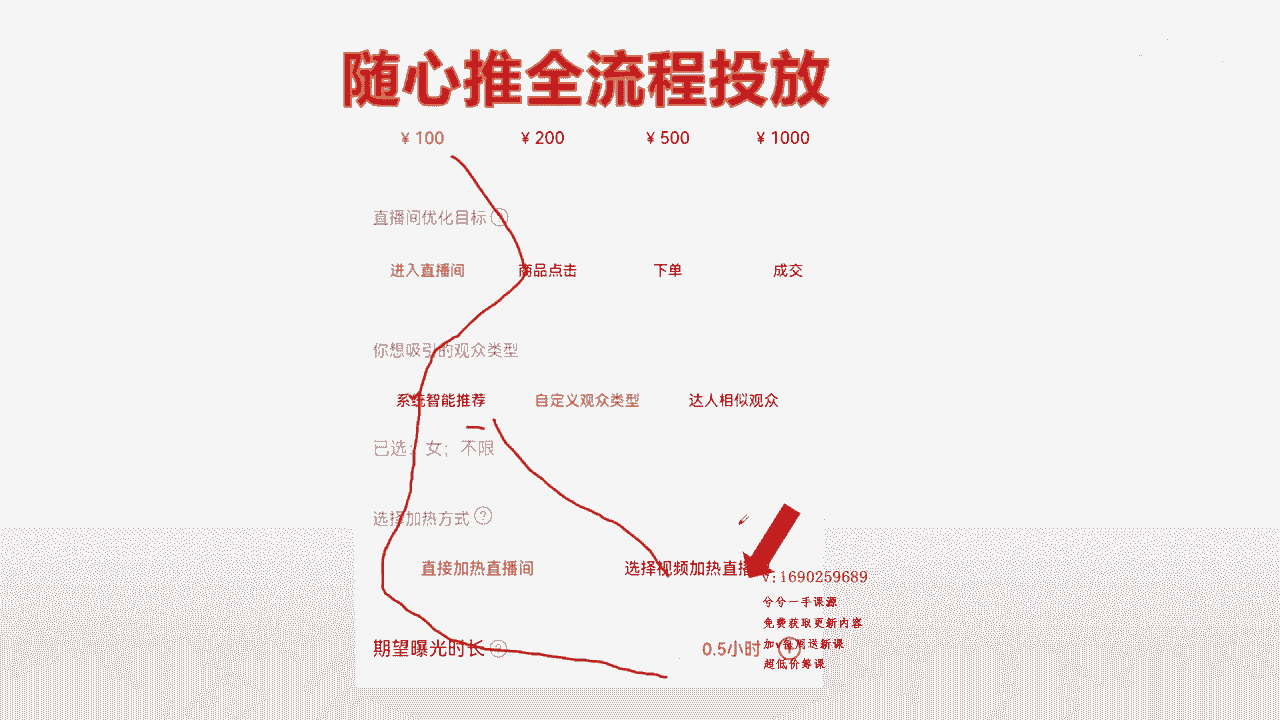 随心推全流程投放
¥ 100 ¥ 200 ¥ 500 ¥ 1000
直播间优化目标 ?
进入直播间 商品点击 下单 成交
你想吸引的观众类型
系统智能推荐 自定义观众类型 达人相似观众
已选：女；不限
选择加热方式 ?
直接加热直播间 选择视频加热直播
V:1690259689
兮兮一手课源
免费获取更新内容
期望曝光时长 ? 0.5小时
加v 送新课
超低价筹课